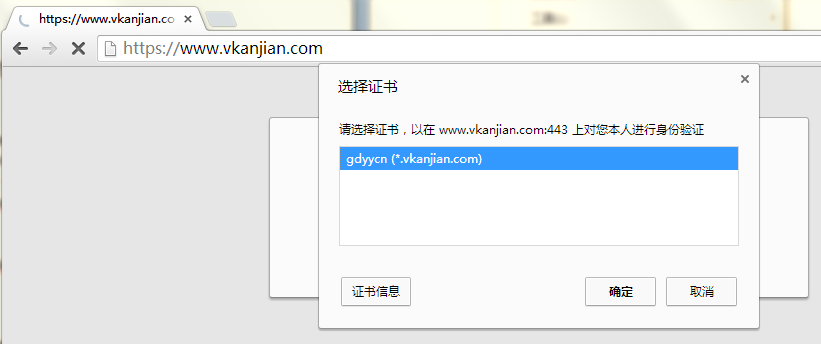 https://www.vkanjian.co
https://www.vkanjian.com
选择证书
请选择证书，以在 www.vkanjian.com:443 上对您本人进行身份验证
gdyycn (*.vkanjian.com)
证书信息
确定
取消